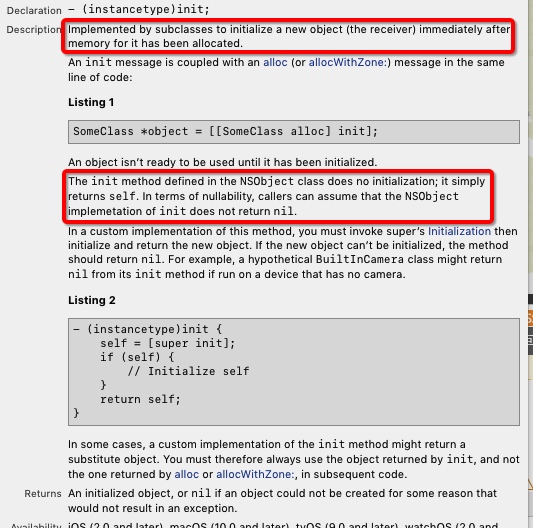 Declaration - (instancetype)init;
Description Implemented by subclasses to initialize a new object (the receiver) immediately after
memory for it has been allocated.
An init message is coupled with an alloc (or allocWithZone:) message in the same
line of code:
Listing 1
SomeClass *object = [[SomeClass alloc] init];
An object isn't ready to be used until it has been initialized.
The init method defined in the NSObject class does no initialization; it simply
returns self. In terms of nullability, callers can assume that the NSObject
implemetation of init does not return nil.
In a custom implementation of this method, you must invoke super's Initialization then
initialize and return the new object. If the new object can't be initialized, the method
should return nil. For example, a hypothetical BuiltInCamera class might return
nil from its init method if run on a device that has no camera.
Listing 2
- (instancetype)init {
self = [super init];
if (self) {
// Initialize self
}
return self;
}
In some cases, a custom implementation of the init method might return a
substitute object. You must therefore always use the object returned by init, and not
the one returned by alloc or allocWithZone:, in subsequent code.
Returns An initialized object, or nil if an object could not be created for some reason that
would not result in an exception.
Availability iOS (2.0 and later), macOS (10.0 and later), tvOS (9.0 and later), watchOS (2.0 and